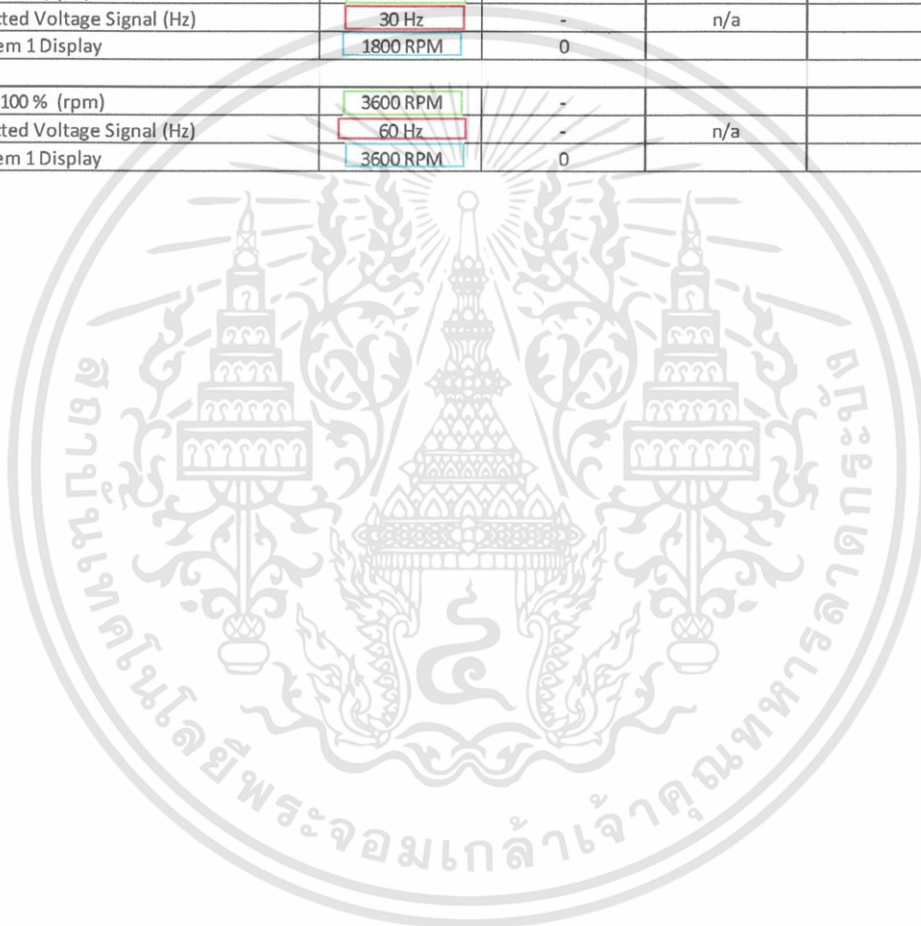 cted Voltage Signal (Hz) 30 Hz - n/a
em 1 Display 1800 RPM 0
100 % (rpm) 3600 RPM -
cted Voltage Signal (Hz) 60 Hz - n/a
em 1 Display 3600 RPM 0
สถาบันเทคโนโลยีพระจอมเกล้าเจ้าคุณทหารลาดกระบัง